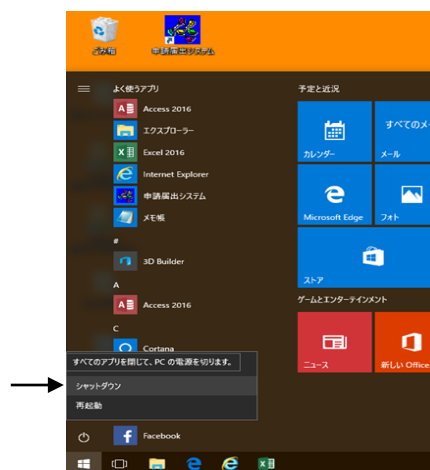 ごみ箱
申請届出システム
よく使うアプリ
予定と近況
Access 2016
エクスプローラー
Excel 2016
Internet Explorer
申請届出システム
メモ帳
カレンダー
すべてのメ
メール
Microsoft Edge
フォト
#
3D Builder
ストア
A
Access 2016
ゲームとエンターテインメント
C
Cortana
ニュース
新しい Office
すべてのアプリを閉じて、PC の電源を切ります。
シャットダウン
再起動
Facebook